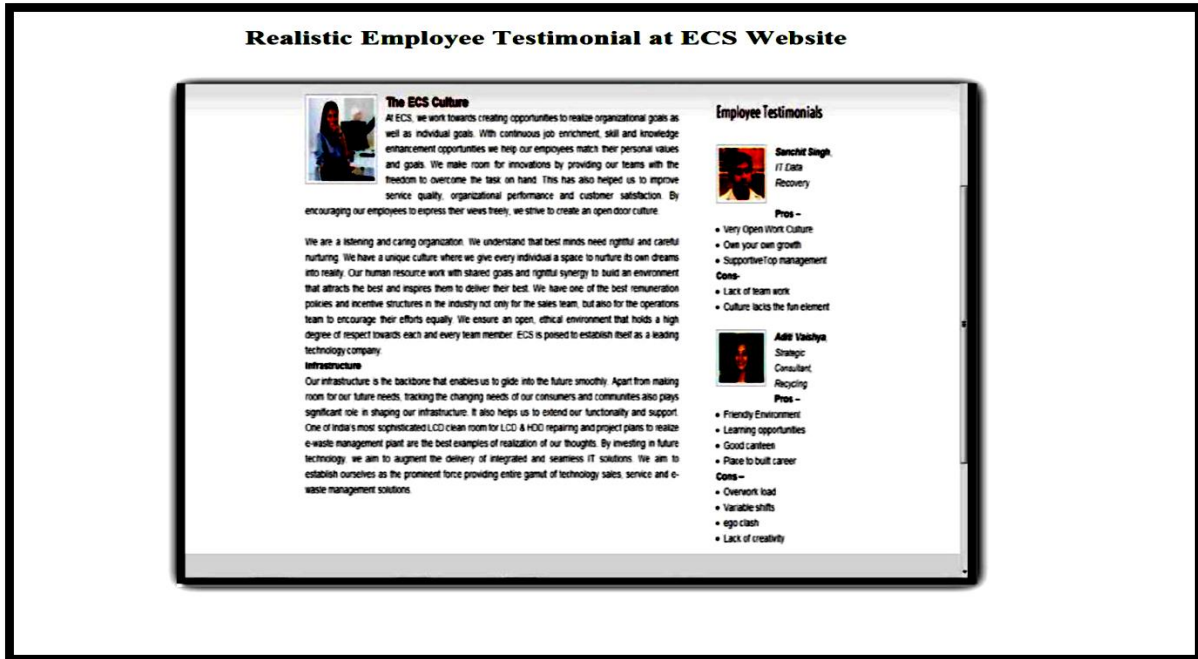 Realistic Employee Testimonial at ECS Website
The ECS Culture
At ECS, we work towards creating opportunities to realize organizational goals as
well as individual goals. With continuous job enrichment, skill and knowledge
enhancement opportunities we help our employees match their personal values
and goals. We make room for innovations by providing our teams with the
freedom to overcome the task on hand. This has also helped us to improve
service quality, organizational performance and customer satisfaction. By
encouraging our employees to express their views freely, we strive to create an open door culture.
We are a listening and caring organization. We understand that best minds need rightful and careful
nurturing. We have a unique culture where we give every individual a space to nurture its own dreams
into reality. Our human resource work with shared goals and rightful synergy to build an environment
that attracts the best and inspires them to deliver their best. We have one of the best remuneration
policies and incentive structures in the industry not only for the sales team, but also for the operations
team to encourage their efforts equally. We ensure an open, ethical environment that holds a high
degree of respect towards each and every team member. ECS is poised to establish itself as a leading
technology company.
Infrastructure
Our infrastructure is the backbone that enables us to glide into the future smoothly. Apart from making
room for our future needs, tracking the changing needs of our consumers and communities also plays
significant role in shaping our infrastructure. It also helps us to extend our functionality and support.
One of India's most sophisticated LCD clean room for LCD & HDD repairing and project plans to realize
e-waste management plant are the best examples of realization of our thoughts. By investing in future
technology, we aim to augment the delivery of integrated and seamless IT solutions. We aim to
establish ourselves as the prominent force providing entire gamut of technology sales, service and e-
waste management solutions.
Employee Testimonials
Sanchit Singh,
IT Data
Recovery
Pros –
• Very Open Work Culture
• Own your own growth
• SupportiveTop management
Cons-
• Lack of team work
• Culture lacks the fun element
Aditi Vaishya,
Strategic
Consultant,
Recycling
Pros –
• Friendly Environment
• Learning opportunities
• Good canteen
• Place to built career
Cons –
• Overwork load
• Variable shifts
• ego clash
• Lack of creativity